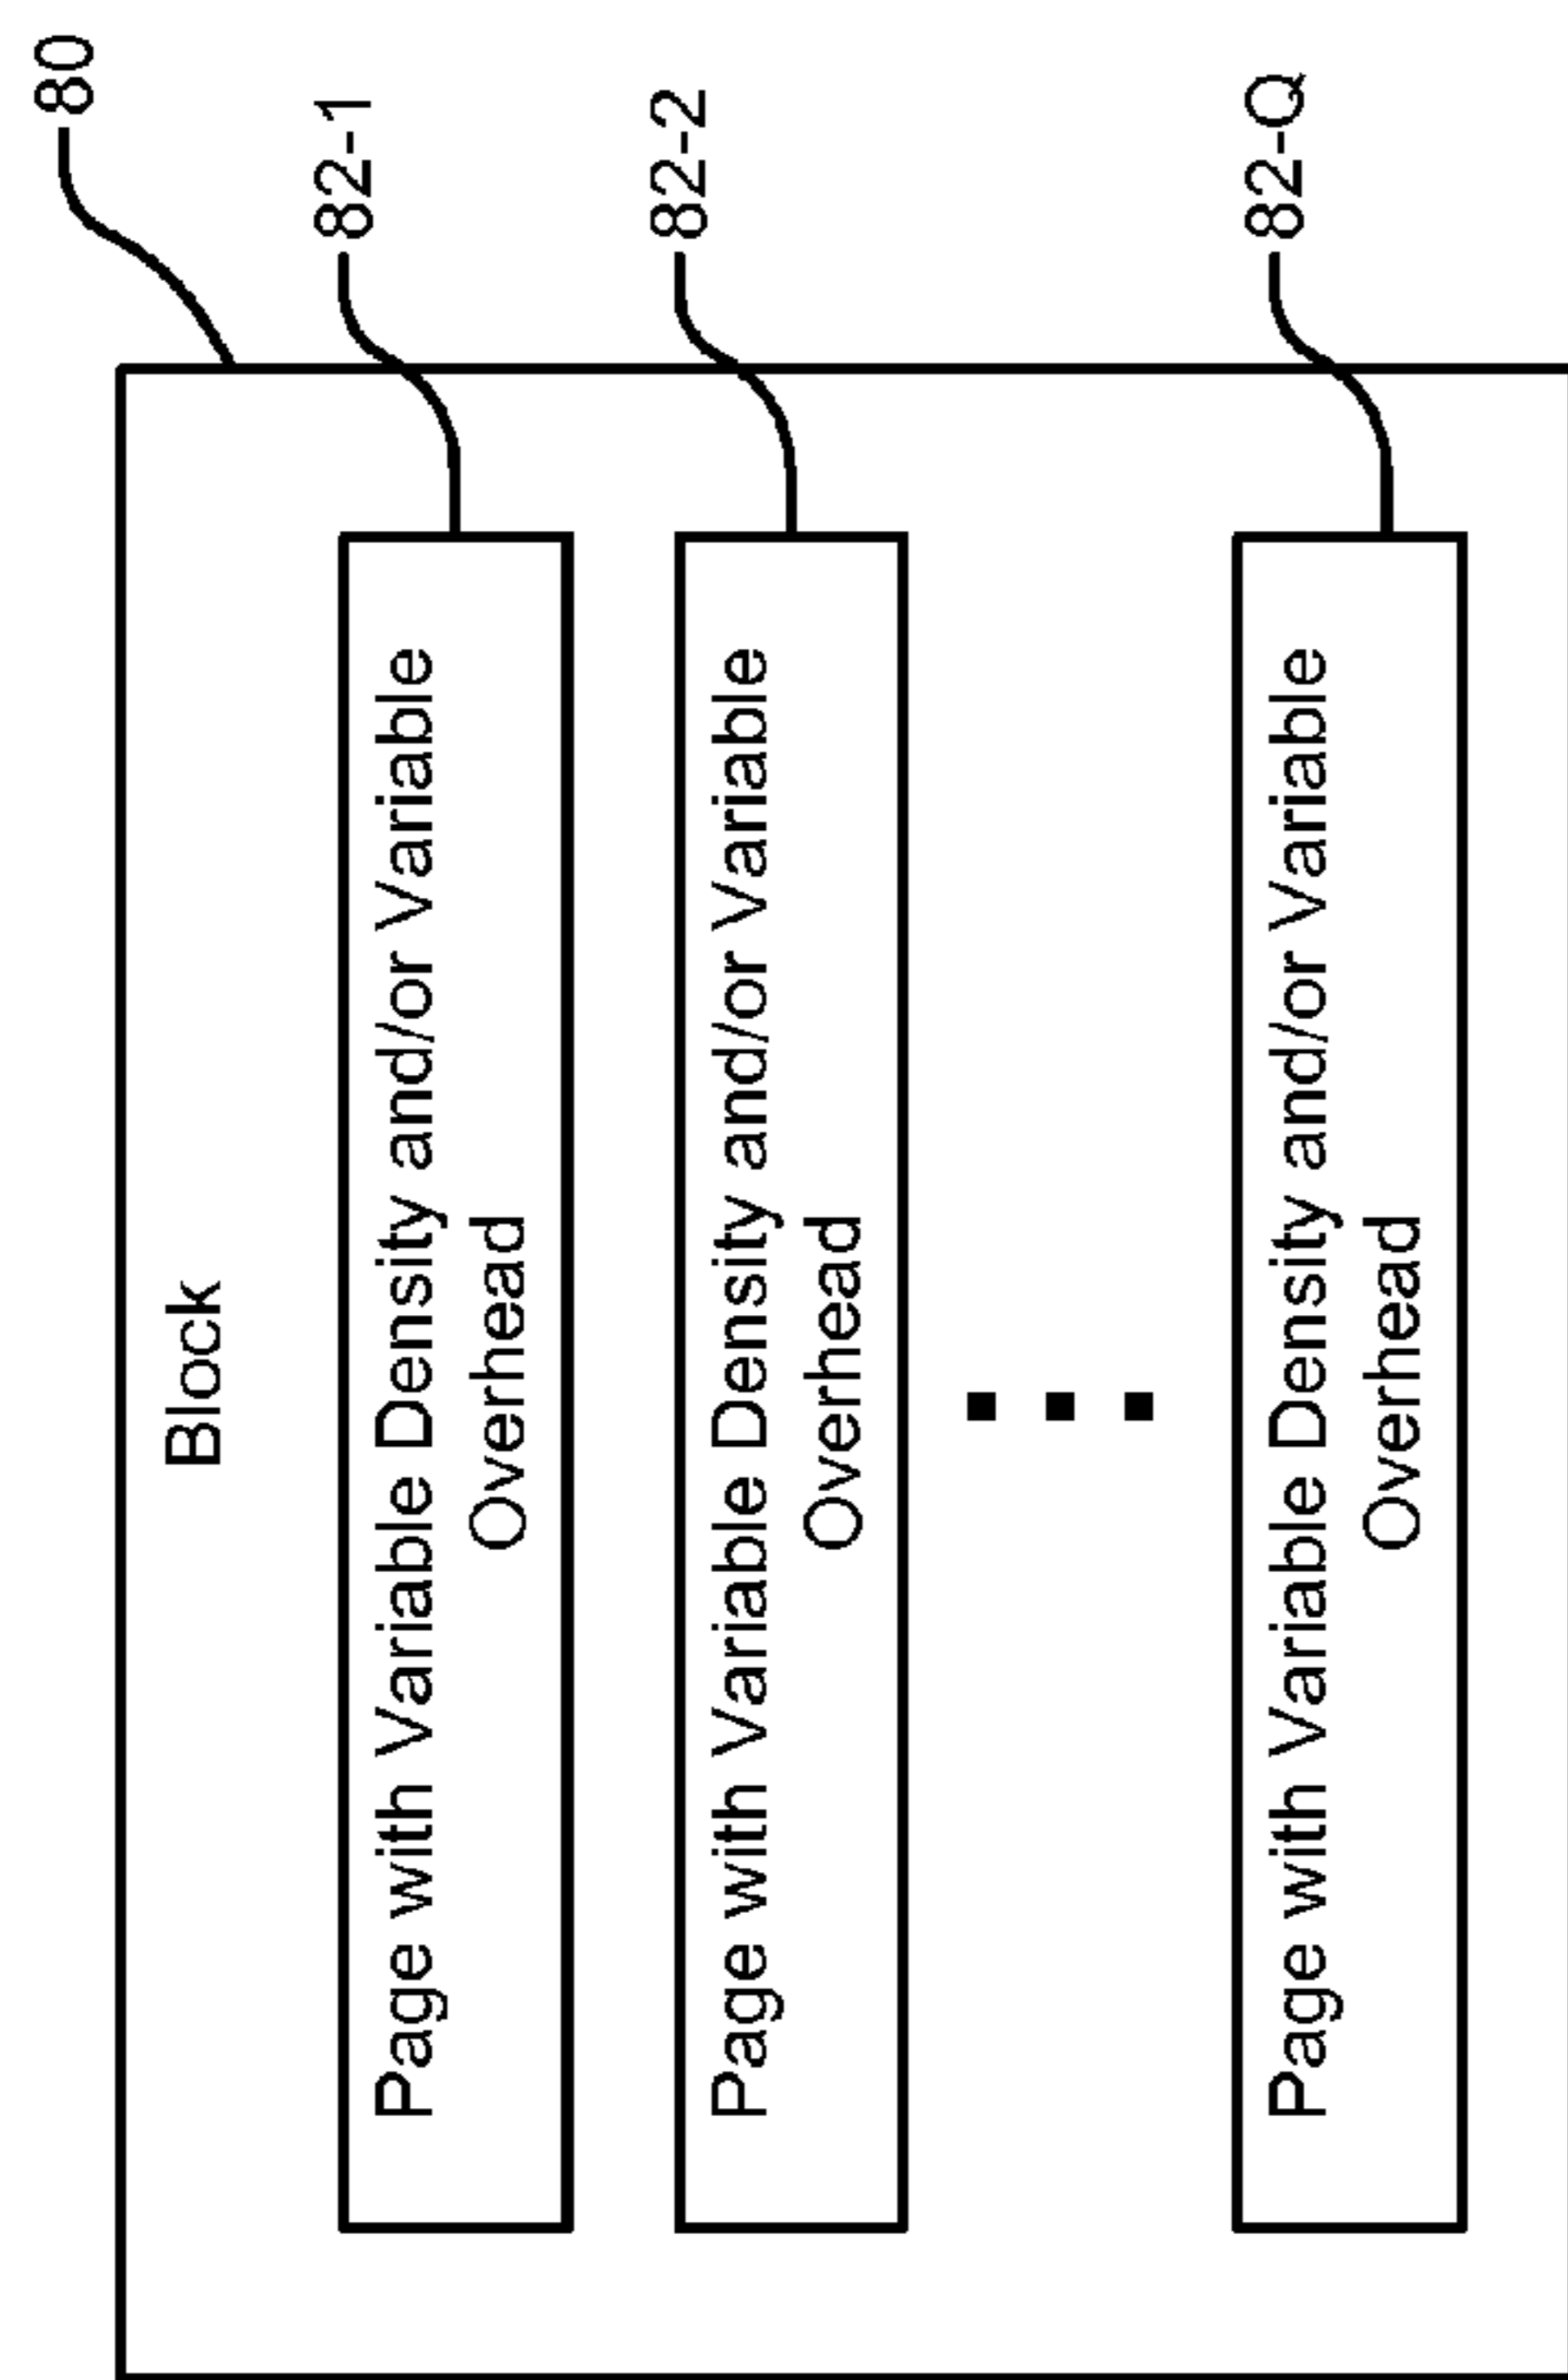 80
Block
82-1
Page with Variable Density and/or Variable
Overhead
82-2
Page with Variable Density and/or Variable
Overhead
82-Q
Page with Variable Density and/or Variable
Overhead